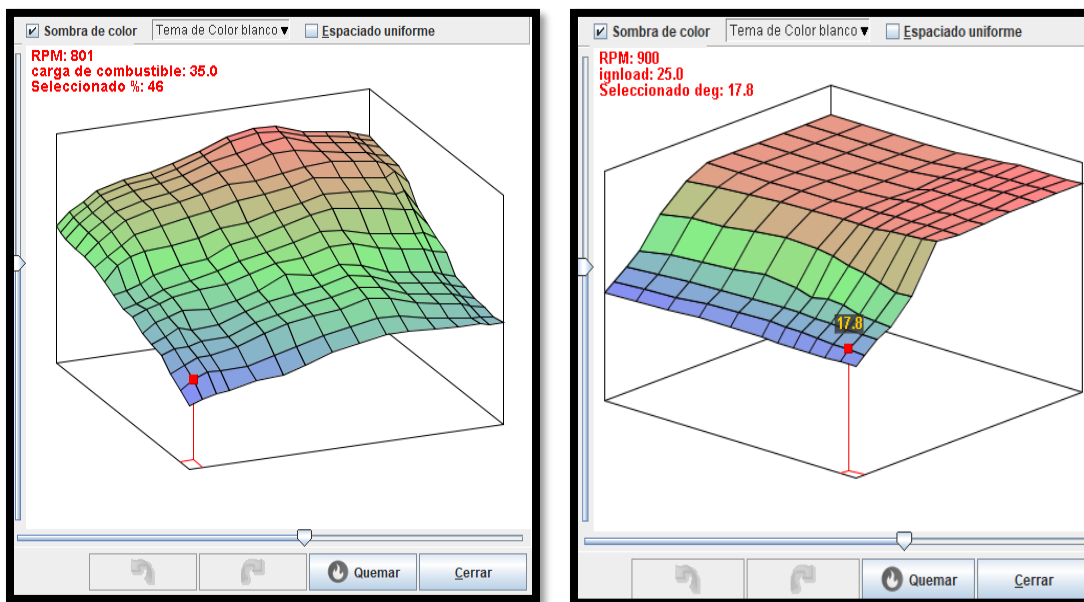 Sombra de color Tema de Color blanco Espaciado uniforme
RPM: 801
carga de combustible: 35.0
Seleccionado %: 46
Quemar Cerrar
Sombra de color Tema de Color blanco Espaciado uniforme
RPM: 900
ignload: 25.0
Seleccionado deg: 17.8
17.8
Quemar Cerrar